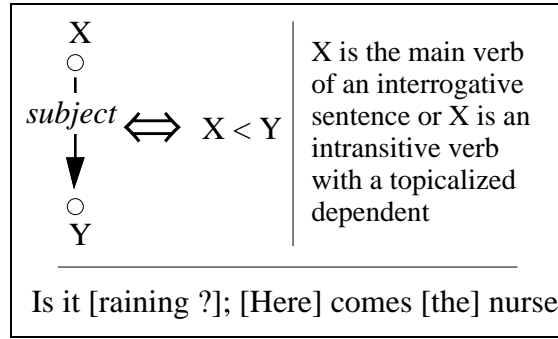 X
subject
⇔ X < Y
Y
X is the main verb
of an interrogative
sentence or X is an
intransitive verb
with a topicalized
dependent
Is it [raining ?]; [Here] comes [the] nurse